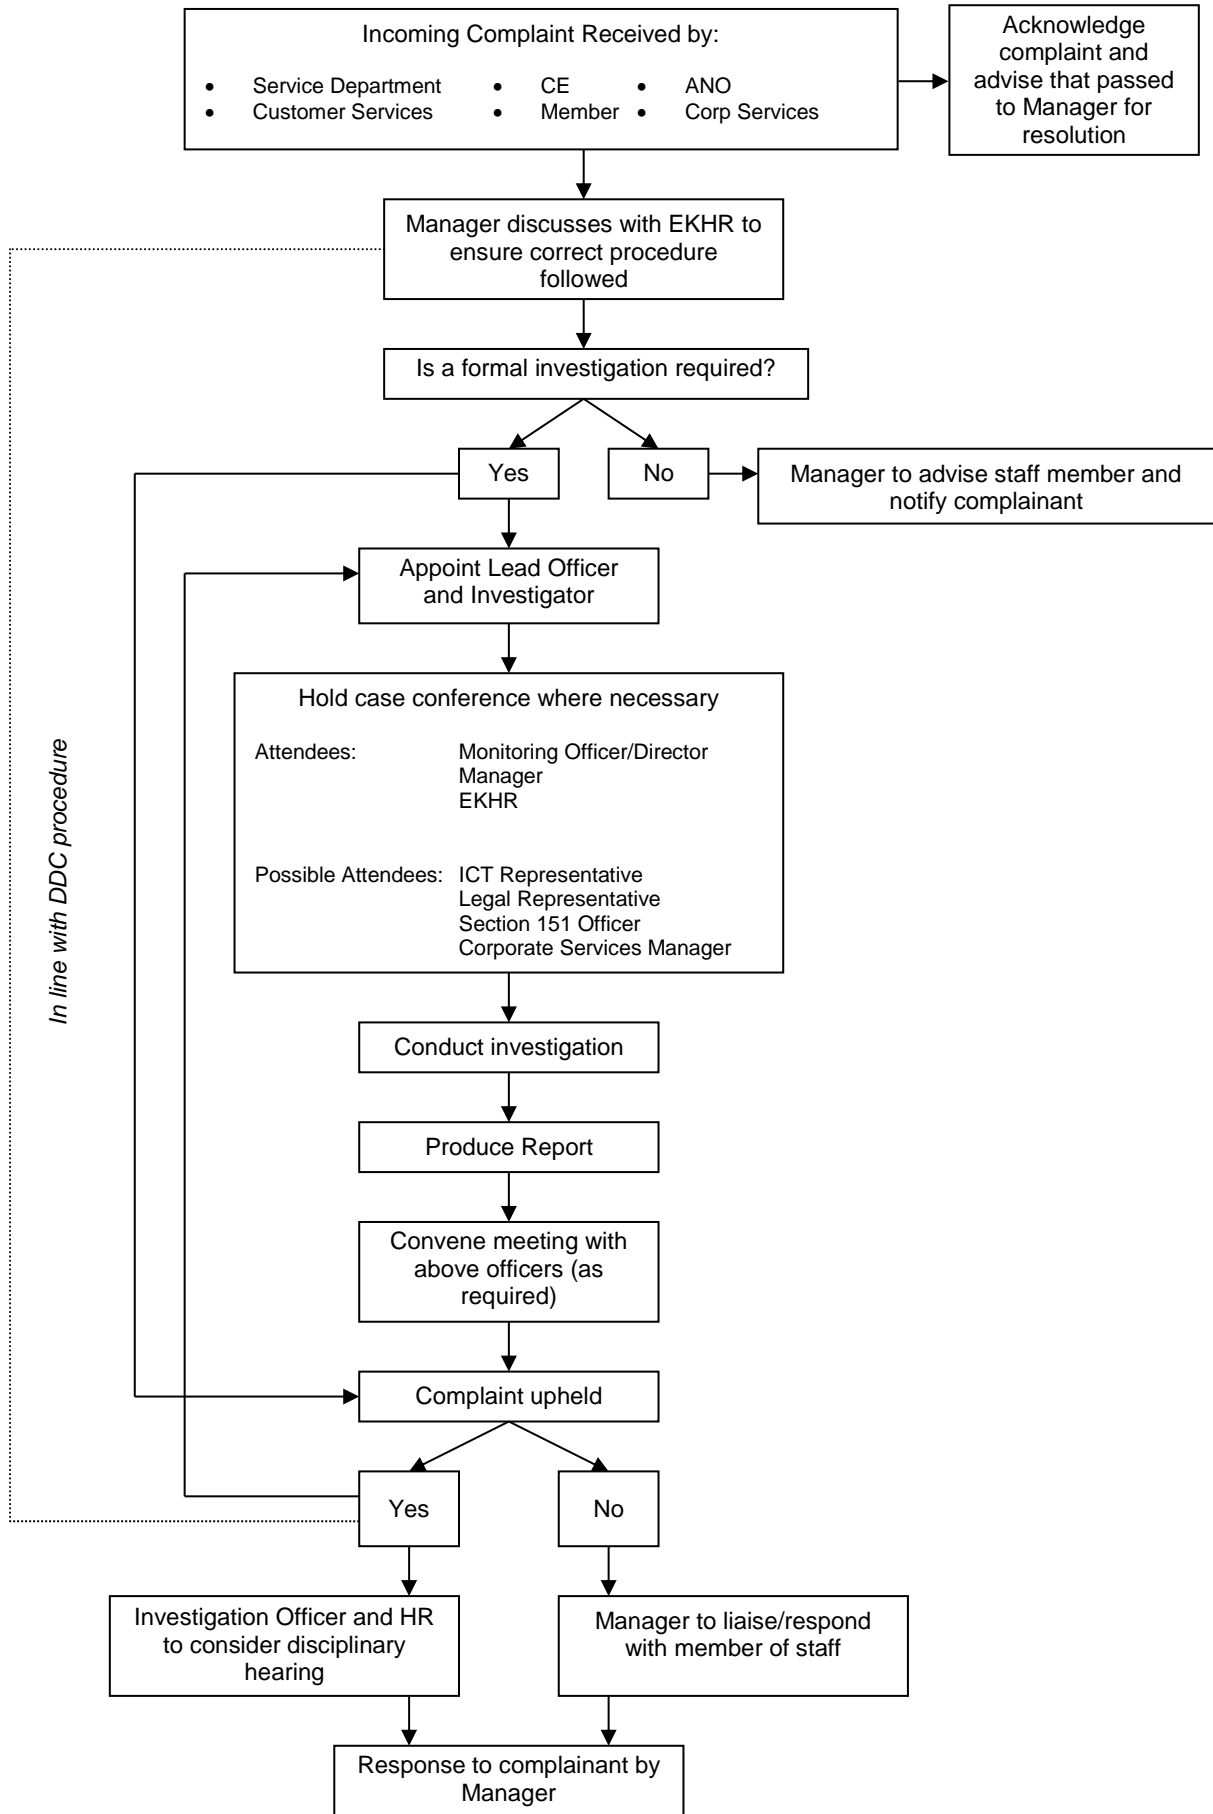 Incoming Complaint Received by:
• Service Department • CE • ANO
• Customer Services • Member • Corp Services
Acknowledge
complaint and
advise that passed
to Manager for
resolution
Manager discusses with EKHR to
ensure correct procedure
followed
Is a formal investigation required?
Yes
No
Manager to advise staff member and
notify complainant
Appoint Lead Officer
and Investigator
Hold case conference where necessary
Attendees: Monitoring Officer/Director
Manager
EKHR
Possible Attendees: ICT Representative
Legal Representative
Section 151 Officer
Corporate Services Manager
In line with DDC procedure
Conduct investigation
Produce Report
Convene meeting with
above officers (as
required)
Complaint upheld
Yes
No
Investigation Officer and HR
to consider disciplinary
hearing
Manager to liaise/respond
with member of staff
Response to complainant by
Manager